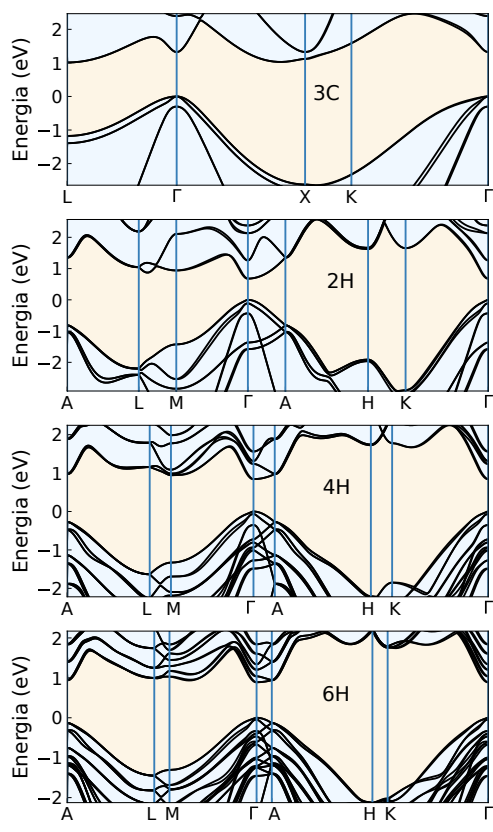 Energia (eV)
2
1
0
−1
−2
3C
L Γ X K Γ
Energia (eV)
2
1
0
−1
−2
2H
A L M Γ A H K Γ
Energia (eV)
2
1
0
−1
−2
4H
A L M Γ A H K Γ
Energia (eV)
2
1
0
−1
−2
6H
A L M Γ A H K Γ